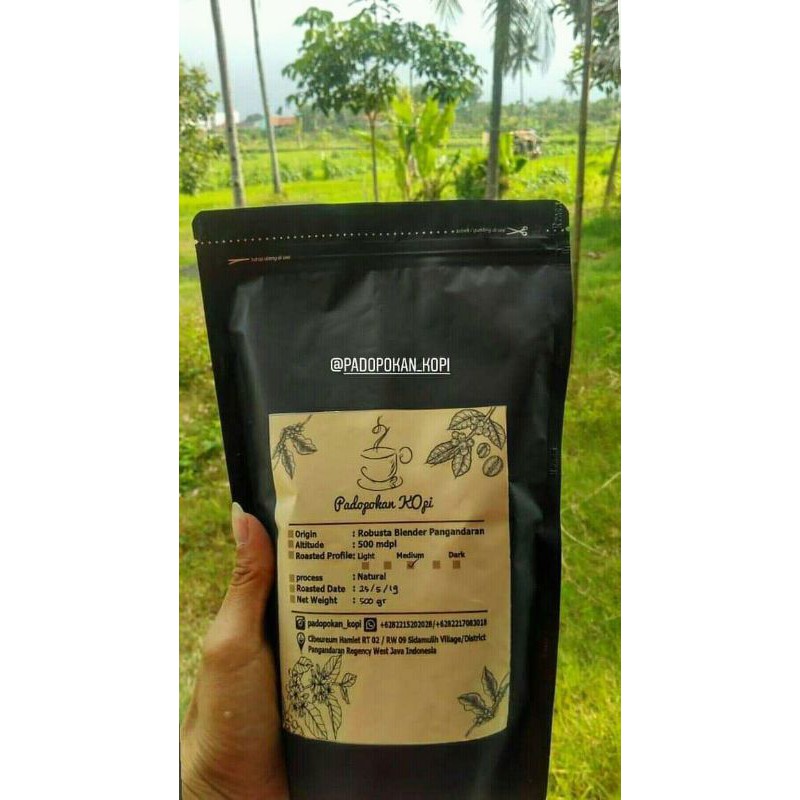 @PADOPOKAN_KOPI
Padopokan KOpi
Origin : Robusta Blender Pangandaran
Altitude : 500 mdpl
Roasted Profile: Light Medium Dark
process : Natural
Roasted Date : 25/5/19
Net Weight : 500 gr
padopokan_kopi +6282215202028/+6282217083018
Cibeureum Hamlet RT 02 / RW 09 Sidamulih Village/District
Pangandaran Regency West Java Indonesia